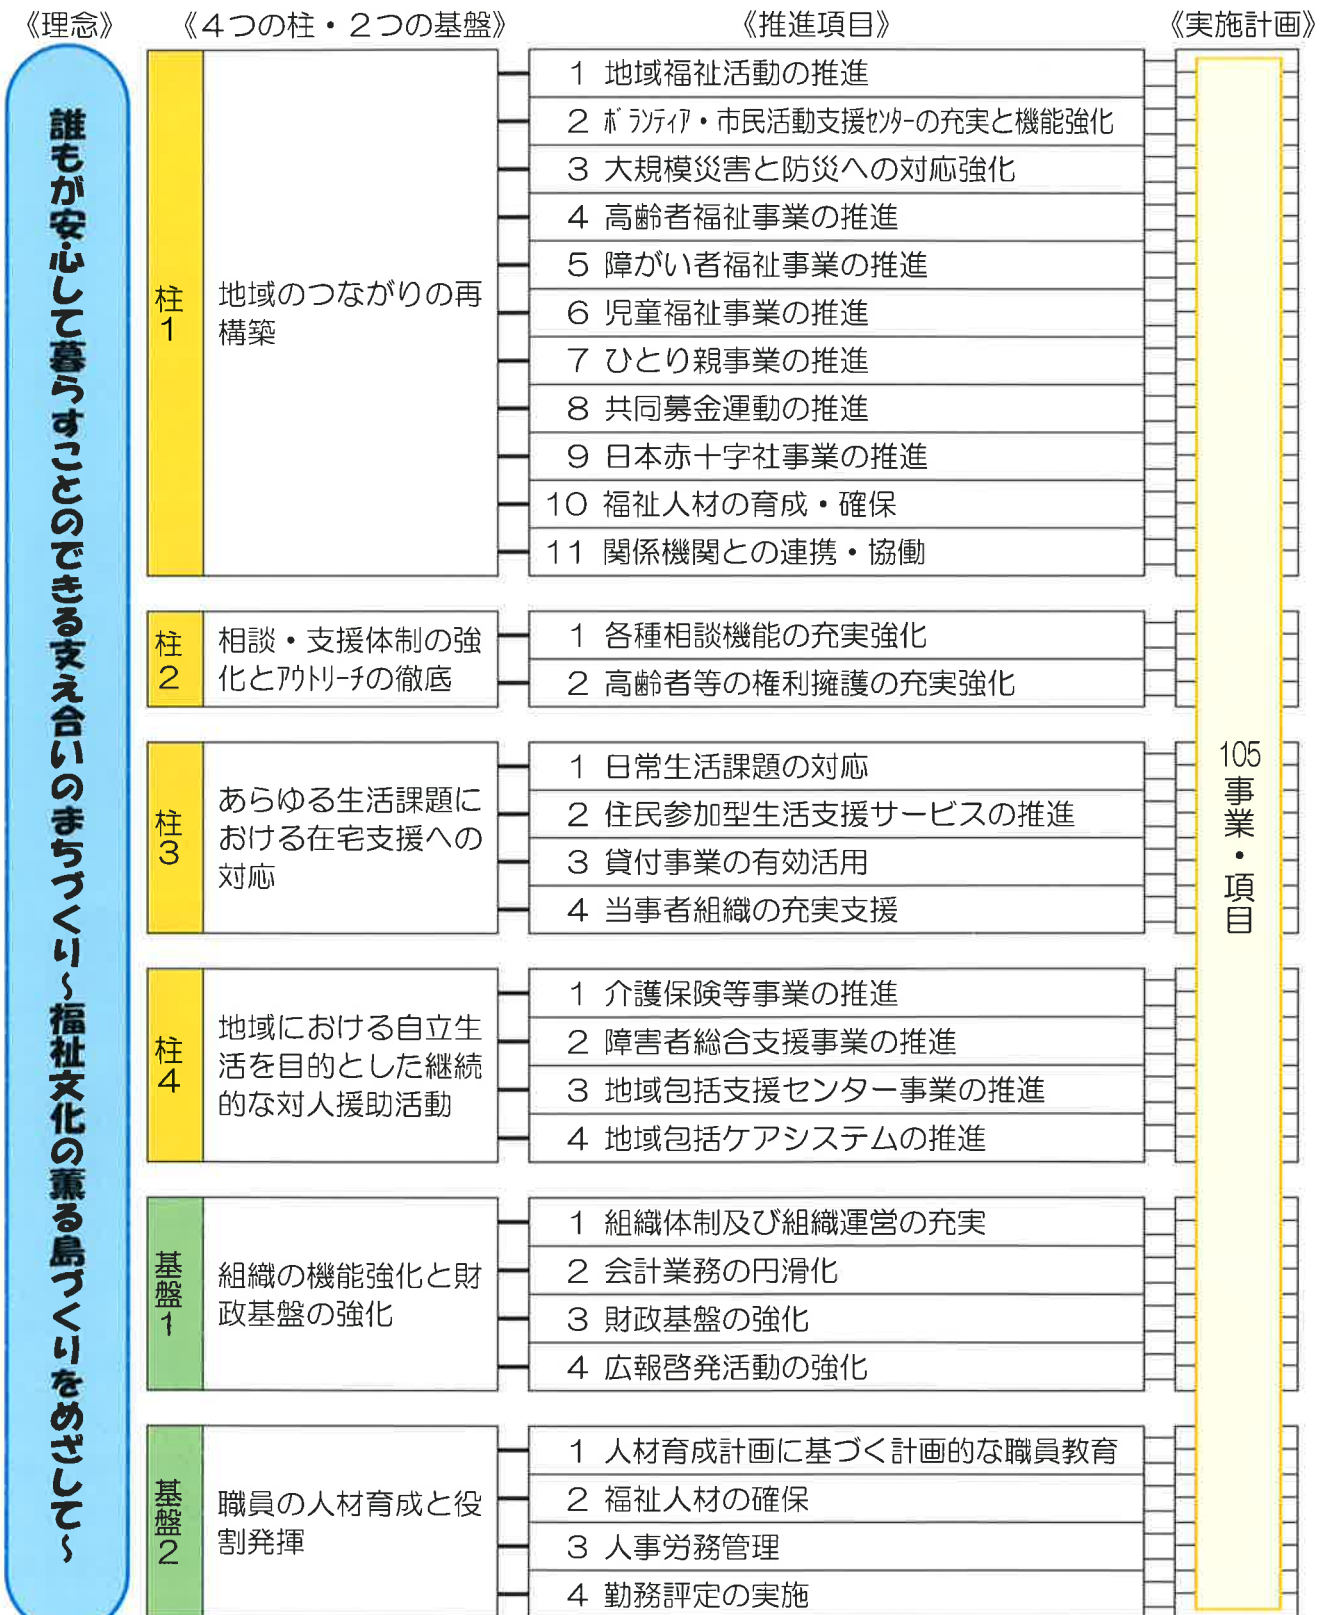 《理念》
《4つの柱・2つの基盤》
《推進項目》
《実施計画》
誰もが安心して暮らすことのできる支え合いのまちづくり~福祉文化の薫る島づくりをめざして~
柱1
地域のつながりの再
構築
1 地域福祉活動の推進
2 ボランティア・市民活動支援センターの充実と機能強化
3 大規模災害と防災への対応強化
4 高齢者福祉事業の推進
5 障がい者福祉事業の推進
6 児童福祉事業の推進
7 ひとり親事業の推進
8 共同募金運動の推進
9 日本赤十字社事業の推進
10 福祉人材の育成・確保
11 関係機関との連携・協働
柱2
相談・支援体制の強
化とアウトリーチの徹底
1 各種相談機能の充実強化
2 高齢者等の権利擁護の充実強化
柱3
あらゆる生活課題に
おける在宅支援への
対応
1 日常生活課題の対応
2 住民参加型生活支援サービスの推進
3 貸付事業の有効活用
4 当事者組織の充実支援
柱4
地域における自立生
活を目的とした継続
的な対人援助活動
1 介護保険等事業の推進
2 障害者総合支援事業の推進
3 地域包括支援センター事業の推進
4 地域包括ケアシステムの推進
基盤1
組織の機能強化と財
政基盤の強化
1 組織体制及び組織運営の充実
2 会計業務の円滑化
3 財政基盤の強化
4 広報啓発活動の強化
基盤2
職員の人材育成と役
割発揮
1 人材育成計画に基づく計画的な職員教育
2 福祉人材の確保
3 人事労務管理
4 勤務評定の実施
105事業・項目